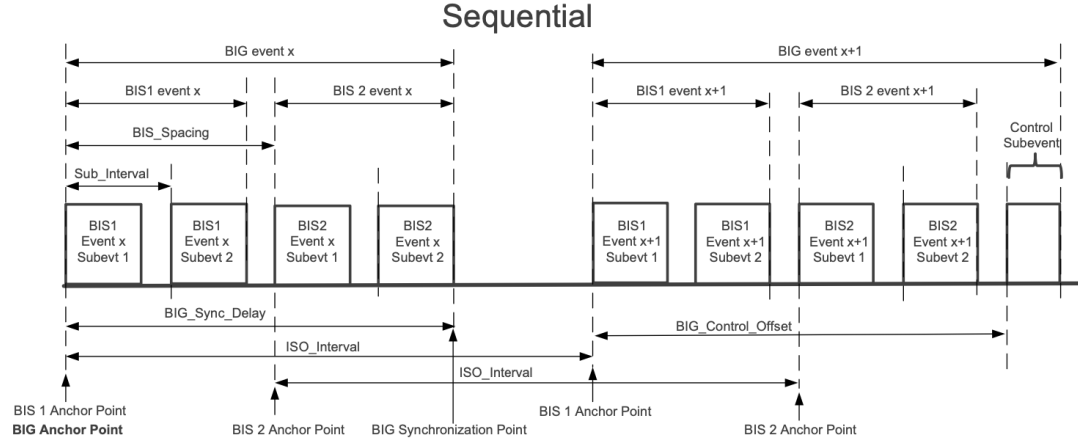 Sequential
BIG event x
BIG event x+1
BIS1 event x
BIS 2 event x
BIS1 event x+1
BIS 2 event x+1
BIS_Spacing
Control
Subevent
Sub_Interval
BIS1
Event x
Subevt 1
BIS1
Event x
Subevt 2
BIS2
Event x
Subevt 1
BIS2
Event x
Subevt 2
BIS1
Event x+1
Subevt 1
BIS1
Event x+1
Subevt 2
BIS2
Event x+1
Subevt 1
BIS2
Event x+1
Subevt 2
BIG_Sync_Delay
BIG_Control_Offset
ISO_Interval
ISO_Interval
BIS 1 Anchor Point
BIG Anchor Point
BIS 2 Anchor Point
BIG Synchronization Point
BIS 1 Anchor Point
BIS 2 Anchor Point